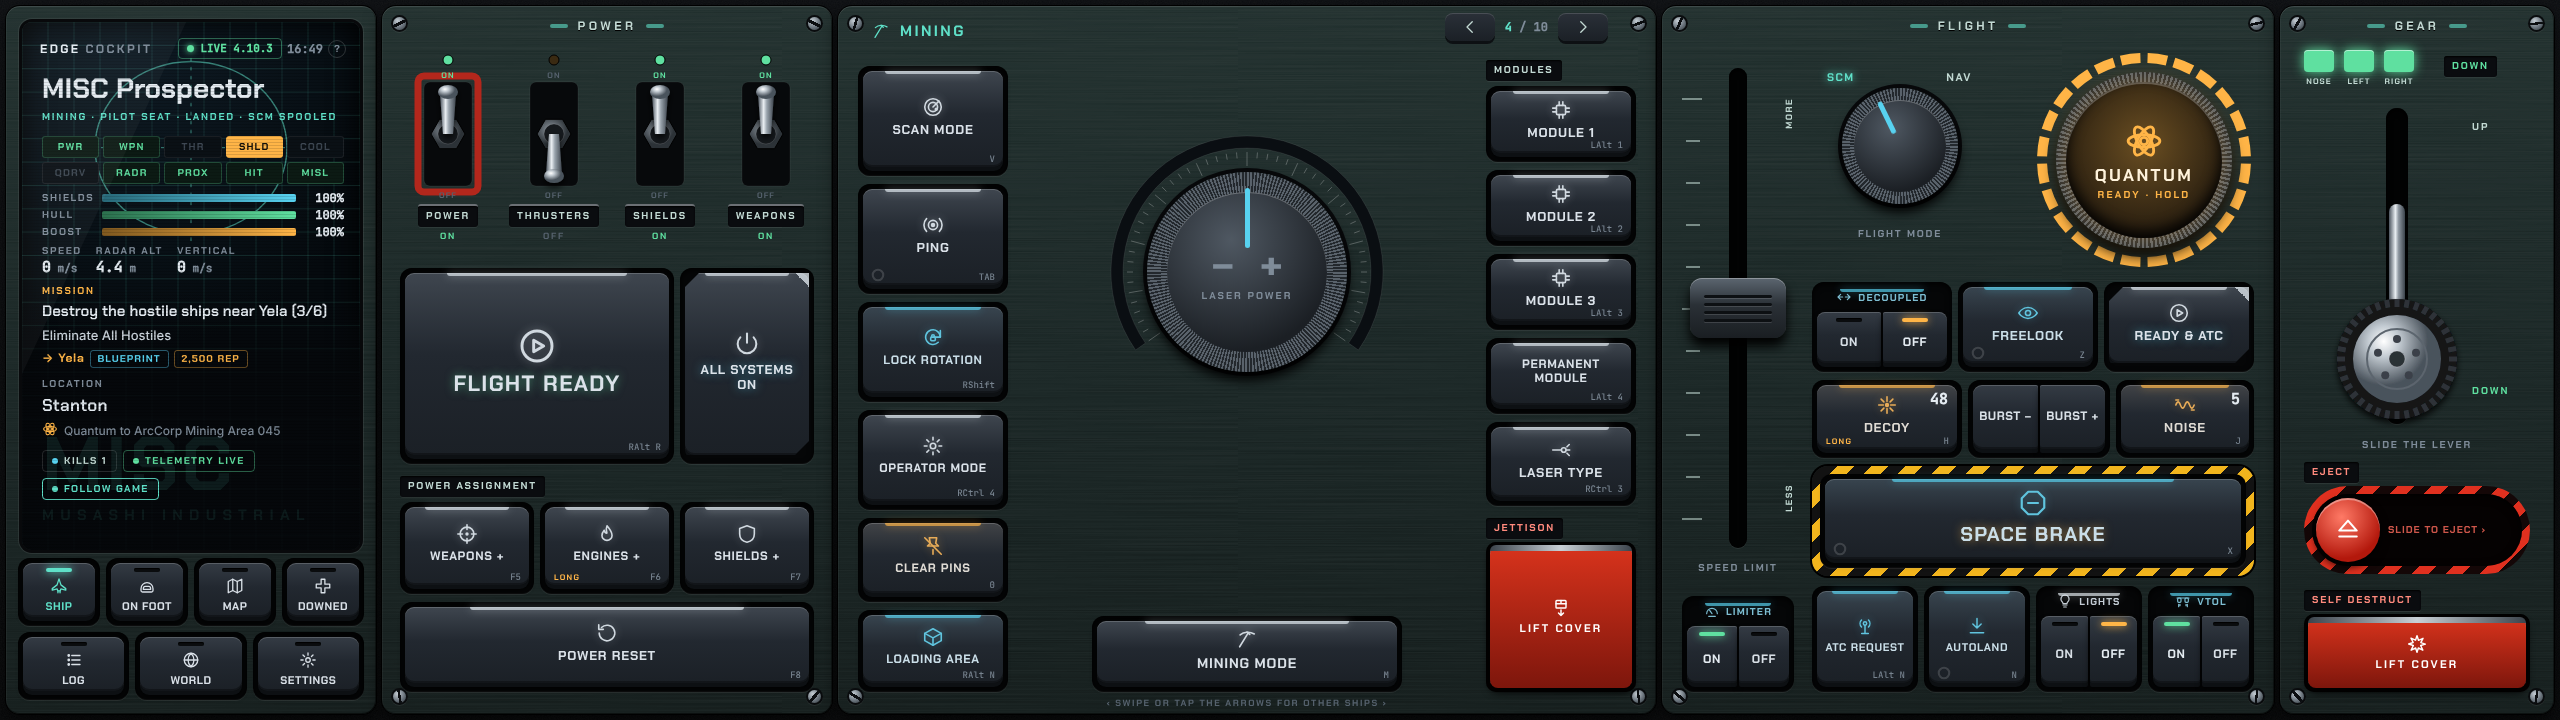 EDGE COCKPIT
LIVE 4.10.3
16:49
?
MISC Prospector
MINING · PILOT SEAT · LANDED · SCM SPOOLED
PWR WPN THR SHLD COOL
QDRV RADR PROX HIT MISL
SHIELDS 100%
HULL 100%
BOOST 100%
SPEED RADAR ALT VERTICAL
0 m/s 4.4 m 0 m/s
MISSION
Destroy the hostile ships near Yela (3/6)
Eliminate All Hostiles
→ Yela BLUEPRINT 2,500 REP
LOCATION
Stanton
Quantum to ArcCorp Mining Area 045
MISC
KILLS 1 TELEMETRY LIVE
FOLLOW GAME
MUSASHI INDUSTRIAL
SHIP ON FOOT MAP DOWNED
LOG WORLD SETTINGS
POWER
ON ON ON ON
OFF OFF OFF OFF
POWER THRUSTERS SHIELDS WEAPONS
ON OFF ON ON
FLIGHT READY
RAlt R
ALL SYSTEMS
ON
POWER ASSIGNMENT
WEAPONS +
F5
ENGINES +
LONG F6
SHIELDS +
F7
POWER RESET
F8
MINING
4 / 10
SCAN MODE
V
PING
TAB
LOCK ROTATION
RShift
OPERATOR MODE
RCtrl 4
CLEAR PINS
0
LOADING AREA
RAlt N
− +
LASER POWER
MINING MODE
M
‹ SWIPE OR TAP THE ARROWS FOR OTHER SHIPS ›
MODULES
MODULE 1
LAlt 1
MODULE 2
LAlt 2
MODULE 3
LAlt 3
PERMANENT
MODULE
LAlt 4
LASER TYPE
RCtrl 3
JETTISON
LIFT COVER
FLIGHT
MORE
LESS
SPEED LIMIT
LIMITER
ON OFF
SCM NAV
FLIGHT MODE
QUANTUM
READY · HOLD
DECOUPLED
ON OFF
FREELOOK
Z
READY & ATC
48
DECOY
LONG H
BURST − BURST +
5
NOISE
J
SPACE BRAKE
X
ATC REQUEST
LAlt N
AUTOLAND
N
LIGHTS
ON OFF
VTOL
ON OFF
GEAR
NOSE LEFT RIGHT
DOWN
UP
DOWN
SLIDE THE LEVER
EJECT
SLIDE TO EJECT ›
SELF DESTRUCT
LIFT COVER